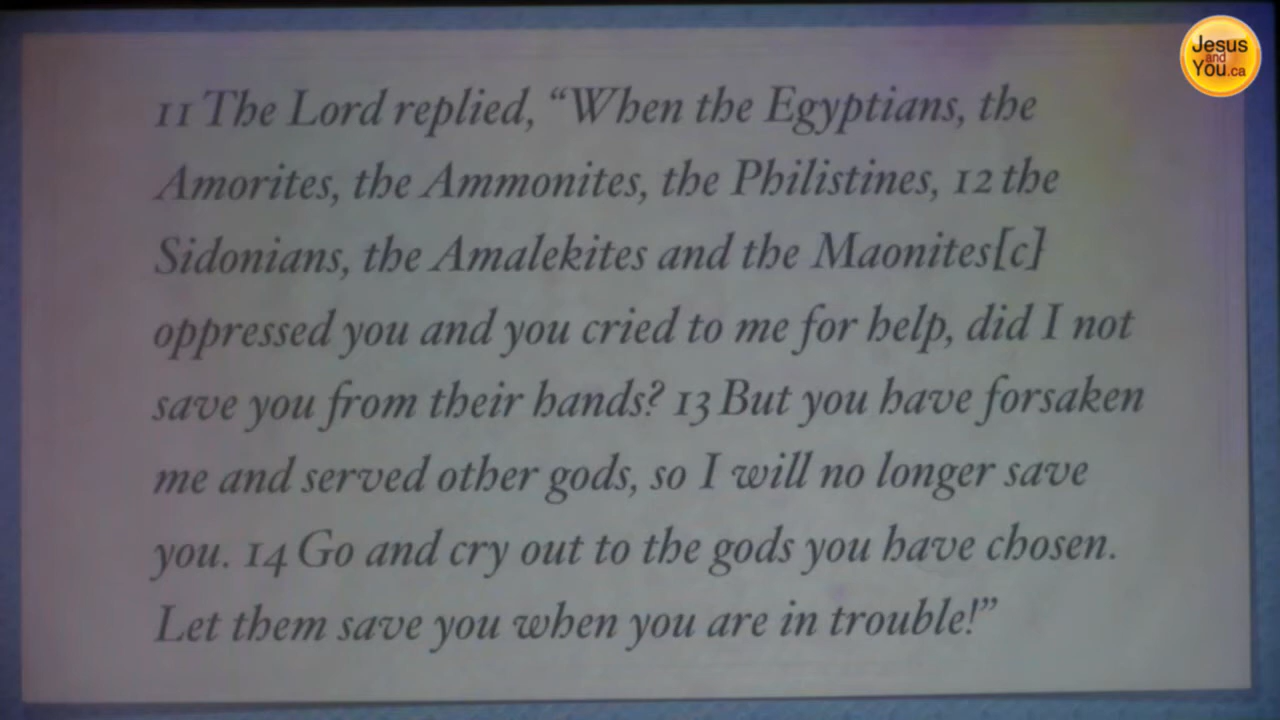 Jesus
and
You.ca
11 The Lord replied, “When the Egyptians, the
Amorites, the Ammonites, the Philistines, 12 the
Sidonians, the Amalekites and the Maonites[c]
oppressed you and you cried to me for help, did I not
save you from their hands? 13 But you have forsaken
me and served other gods, so I will no longer save
you. 14 Go and cry out to the gods you have chosen.
Let them save you when you are in trouble!”